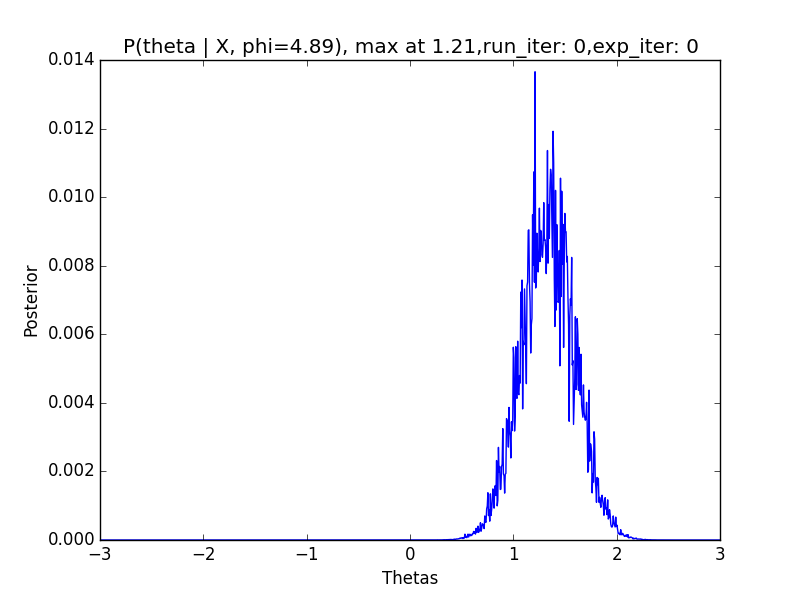 P(theta | X, phi=4.89), max at 1.21,run_iter: 0,exp_iter: 0
0.014
0.012
0.010
0.008
0.006
0.004
0.002
0.000
Posterior
−3 −2 −1 0 1 2 3
Thetas